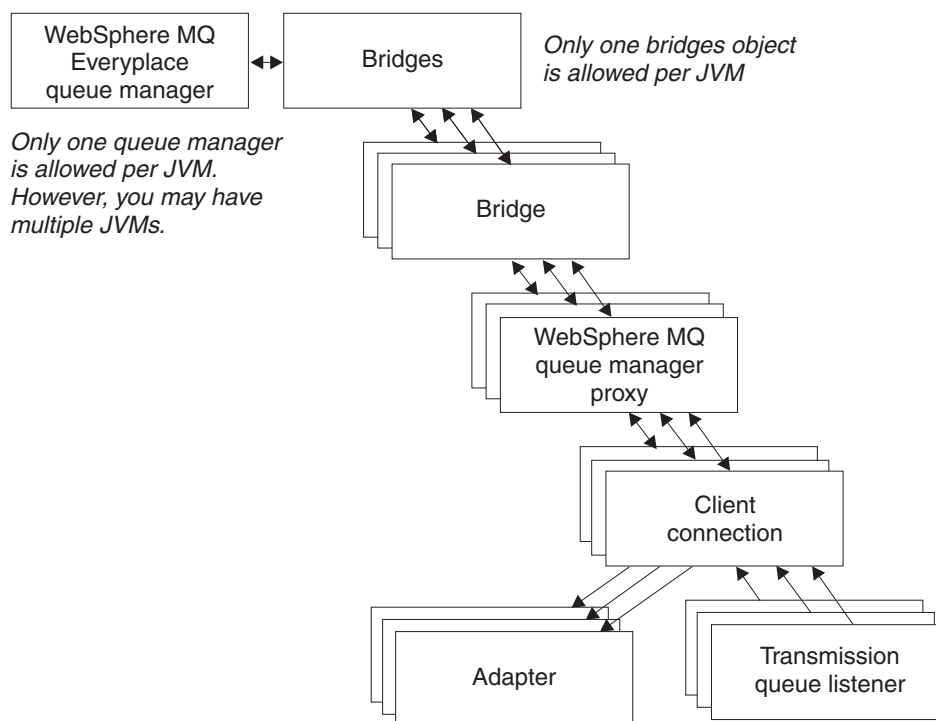 WebSphere MQ
Everyplace
queue manager
Bridges
Only one bridges object
is allowed per JVM
Only one queue manager
is allowed per JVM.
However, you may have
multiple JVMs.
Bridge
WebSphere MQ
queue manager
proxy
Client
connection
Adapter
Transmission
queue listener